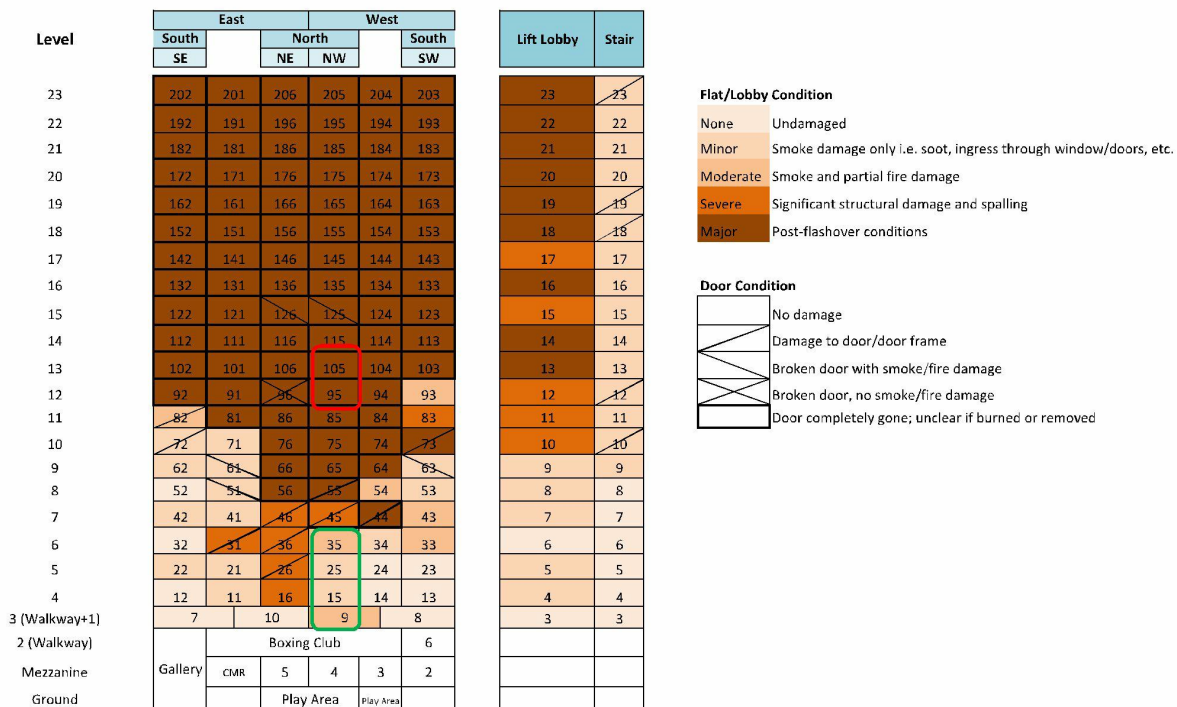 East West
Level South North South Lift Lobby Stair
SE NE NW SW
23 202 201 206 205 204 203 23 23
22 192 191 196 195 194 193 22 22
21 182 181 186 185 184 183 21 21
20 172 171 176 175 174 173 20 20
19 162 161 166 165 164 163 19 19
18 152 151 156 155 154 153 18 18
17 142 141 146 145 144 143 17 17
16 132 131 136 135 134 133 16 16
15 122 121 126 125 124 123 15 15
14 112 111 116 115 114 113 14 14
13 102 101 106 105 104 103 13 13
12 92 91 96 95 94 93 12 12
11 82 81 86 85 84 83 11 11
10 72 71 76 75 74 73 10 10
9 62 61 66 65 64 63 9 9
8 52 51 56 55 54 53 8 8
7 42 41 46 45 44 43 7 7
6 32 31 36 35 34 33 6 6
5 22 21 26 25 24 23 5 5
4 12 11 16 15 14 13 4 4
3 (Walkway+1) 7 10 9 8 3 3
2 (Walkway) Boxing Club 6
Mezzanine Gallery CMR 5 4 3 2
Ground Play Area Play Area
Flat/Lobby Condition
None Undamaged
Minor Smoke damage only i.e. soot, ingress through window/doors, etc.
Moderate Smoke and partial fire damage
Severe Significant structural damage and spalling
Major Post-flashover conditions
Door Condition
No damage
Damage to door/door frame
Broken door with smoke/fire damage
Broken door, no smoke/fire damage
Door completely gone; unclear if burned or removed